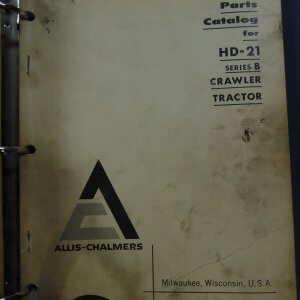 Parts
Catalog
for
HD-21
SERIES B
CRAWLER
TRACTOR
ALLIS-CHALMERS
Milwaukee, Wisconsin, U.S.A.